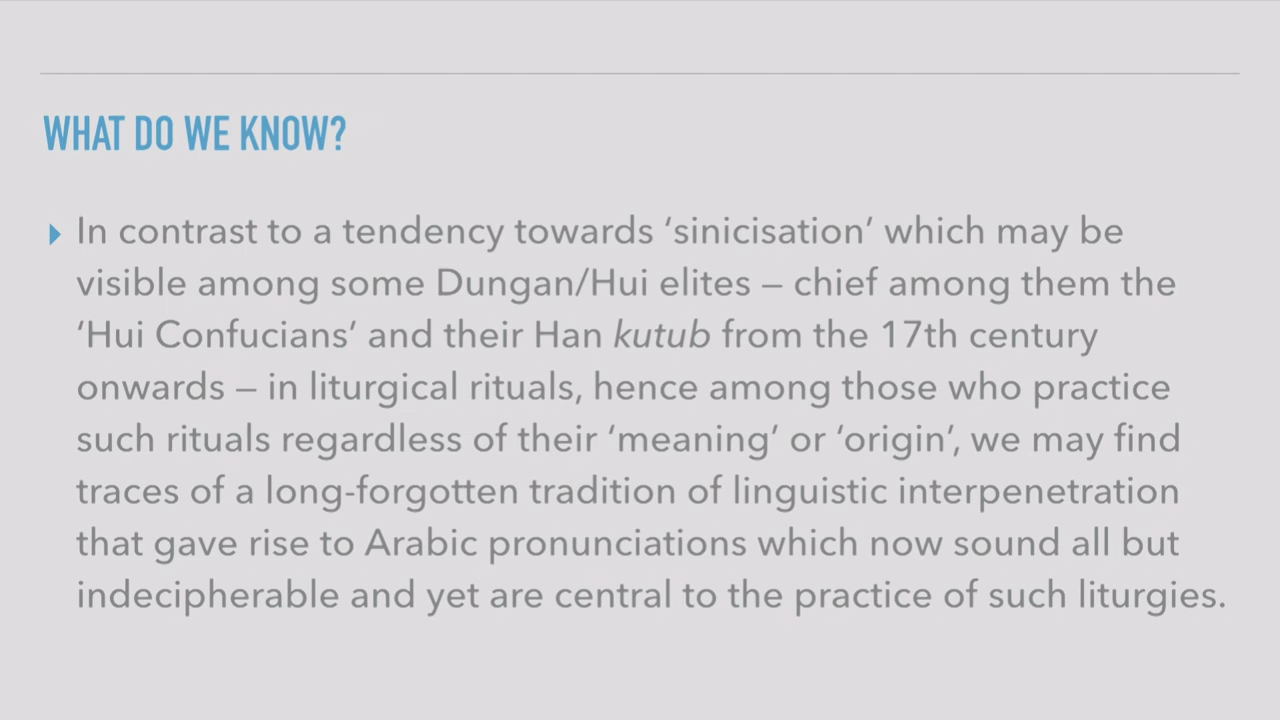 WHAT DO WE KNOW?
In contrast to a tendency towards ‘sinicisation’ which may be
visible among some Dungan/Hui elites – chief among them the
‘Hui Confucians’ and their Han kutub from the 17th century
onwards – in liturgical rituals, hence among those who practice
such rituals regardless of their ‘meaning’ or ‘origin’, we may find
traces of a long-forgotten tradition of linguistic interpenetration
that gave rise to Arabic pronunciations which now sound all but
indecipherable and yet are central to the practice of such liturgies.